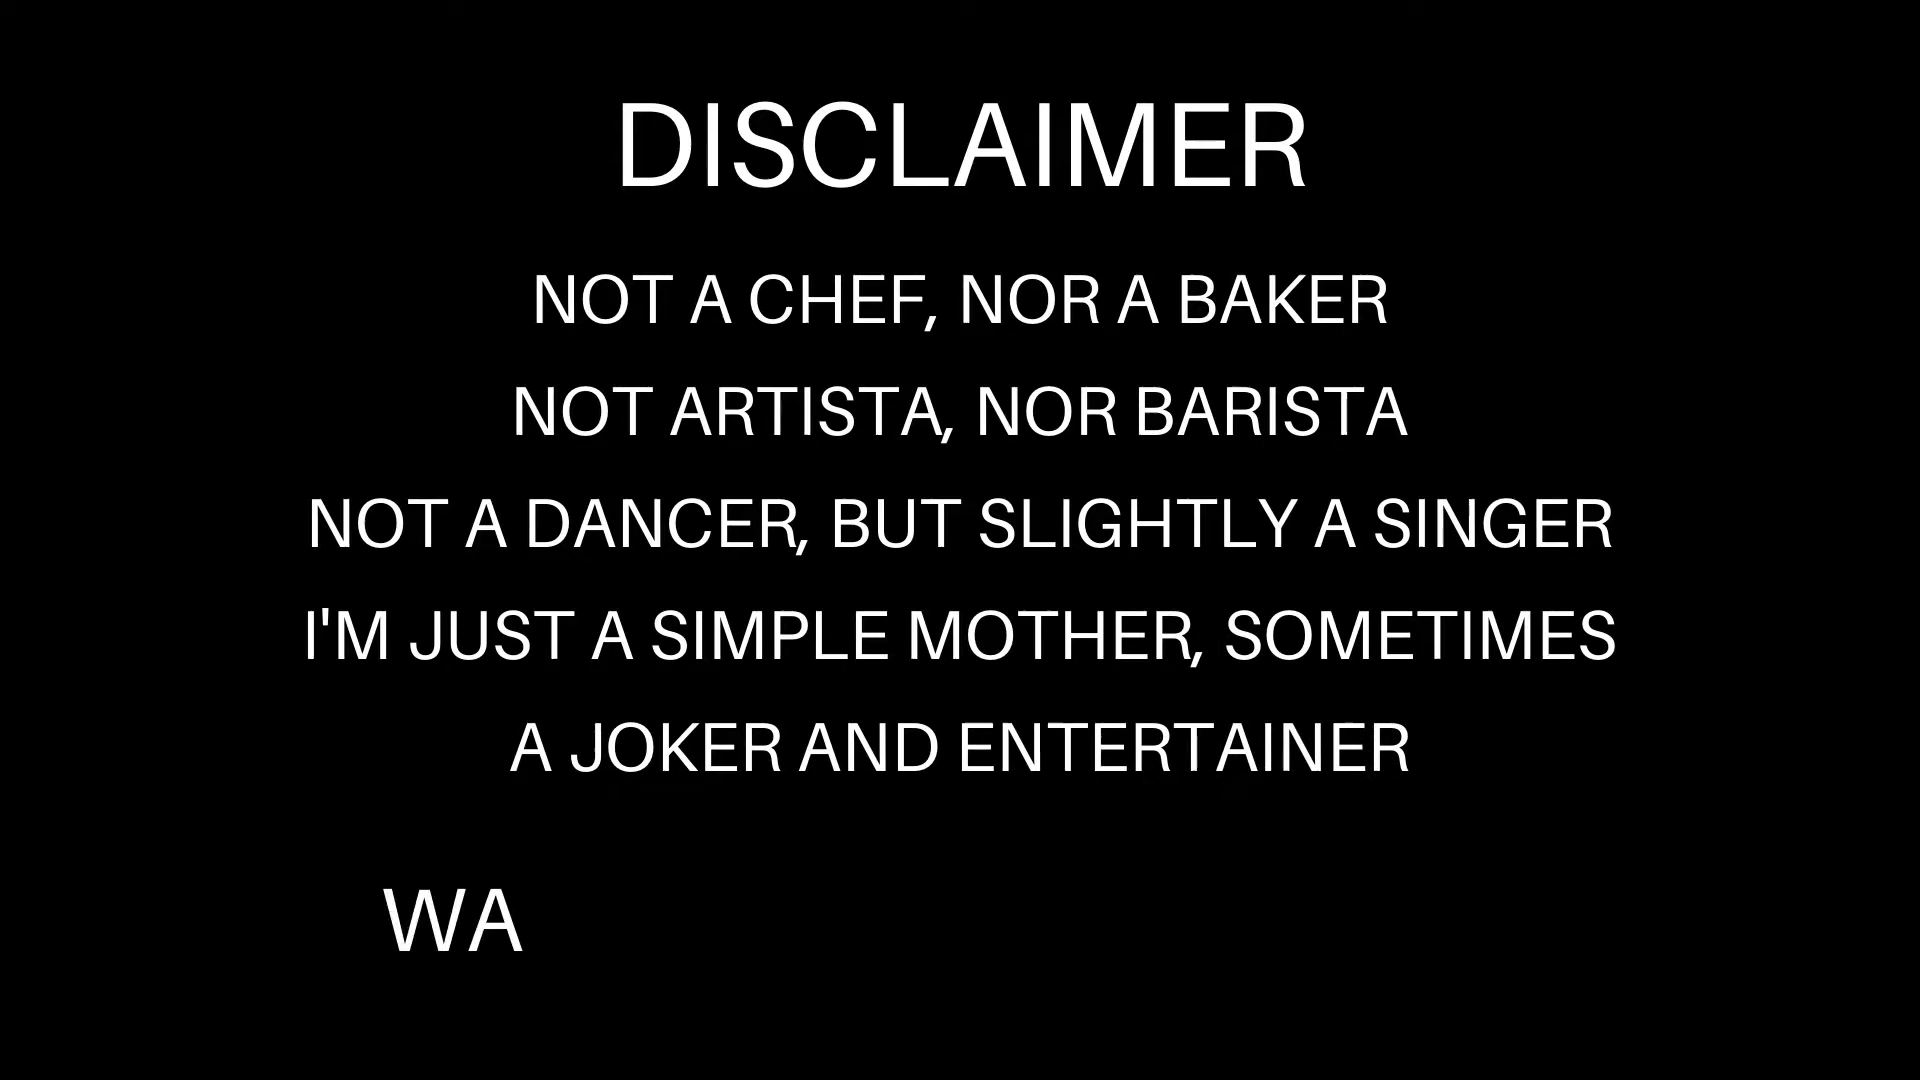 DISCLAIMER
NOT A CHEF, NOR A BAKER
NOT ARTISTA, NOR BARISTA
NOT A DANCER, BUT SLIGHTLY A SINGER
I'M JUST A SIMPLE MOTHER, SOMETIMES
A JOKER AND ENTERTAINER
WA